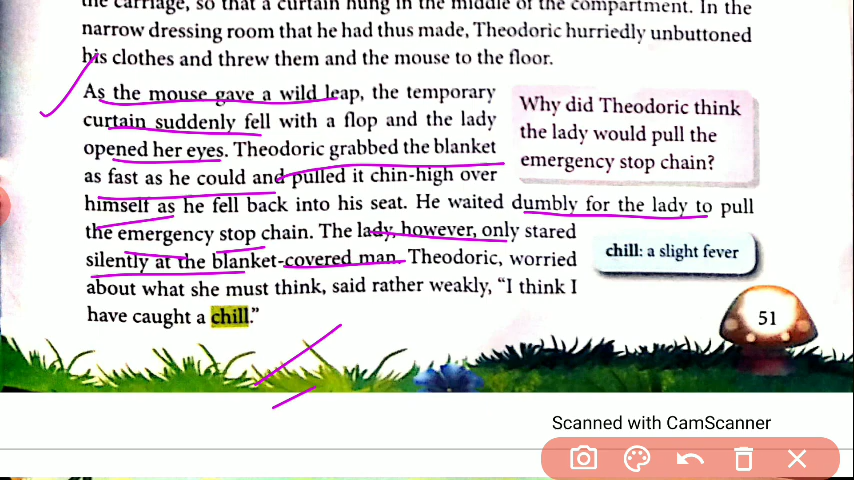 the carriage, so that a curtain hung in the middle of the compartment. In the
narrow dressing room that he had thus made, Theodoric hurriedly unbuttoned
his clothes and threw them and the mouse to the floor.
As the mouse gave a wild leap, the temporary
curtain suddenly fell with a flop and the lady
opened her eyes. Theodoric grabbed the blanket
as fast as he could and pulled it chin-high over
himself as he fell back into his seat. He waited dumbly for the lady to pull
the emergency stop chain. The lady, however, only stared
silently at the blanket-covered man. Theodoric, worried
about what she must think, said rather weakly, “I think I
have caught a chill.”
Why did Theodoric think
the lady would pull the
emergency stop chain?
chill: a slight fever
51
Scanned with CamScanner